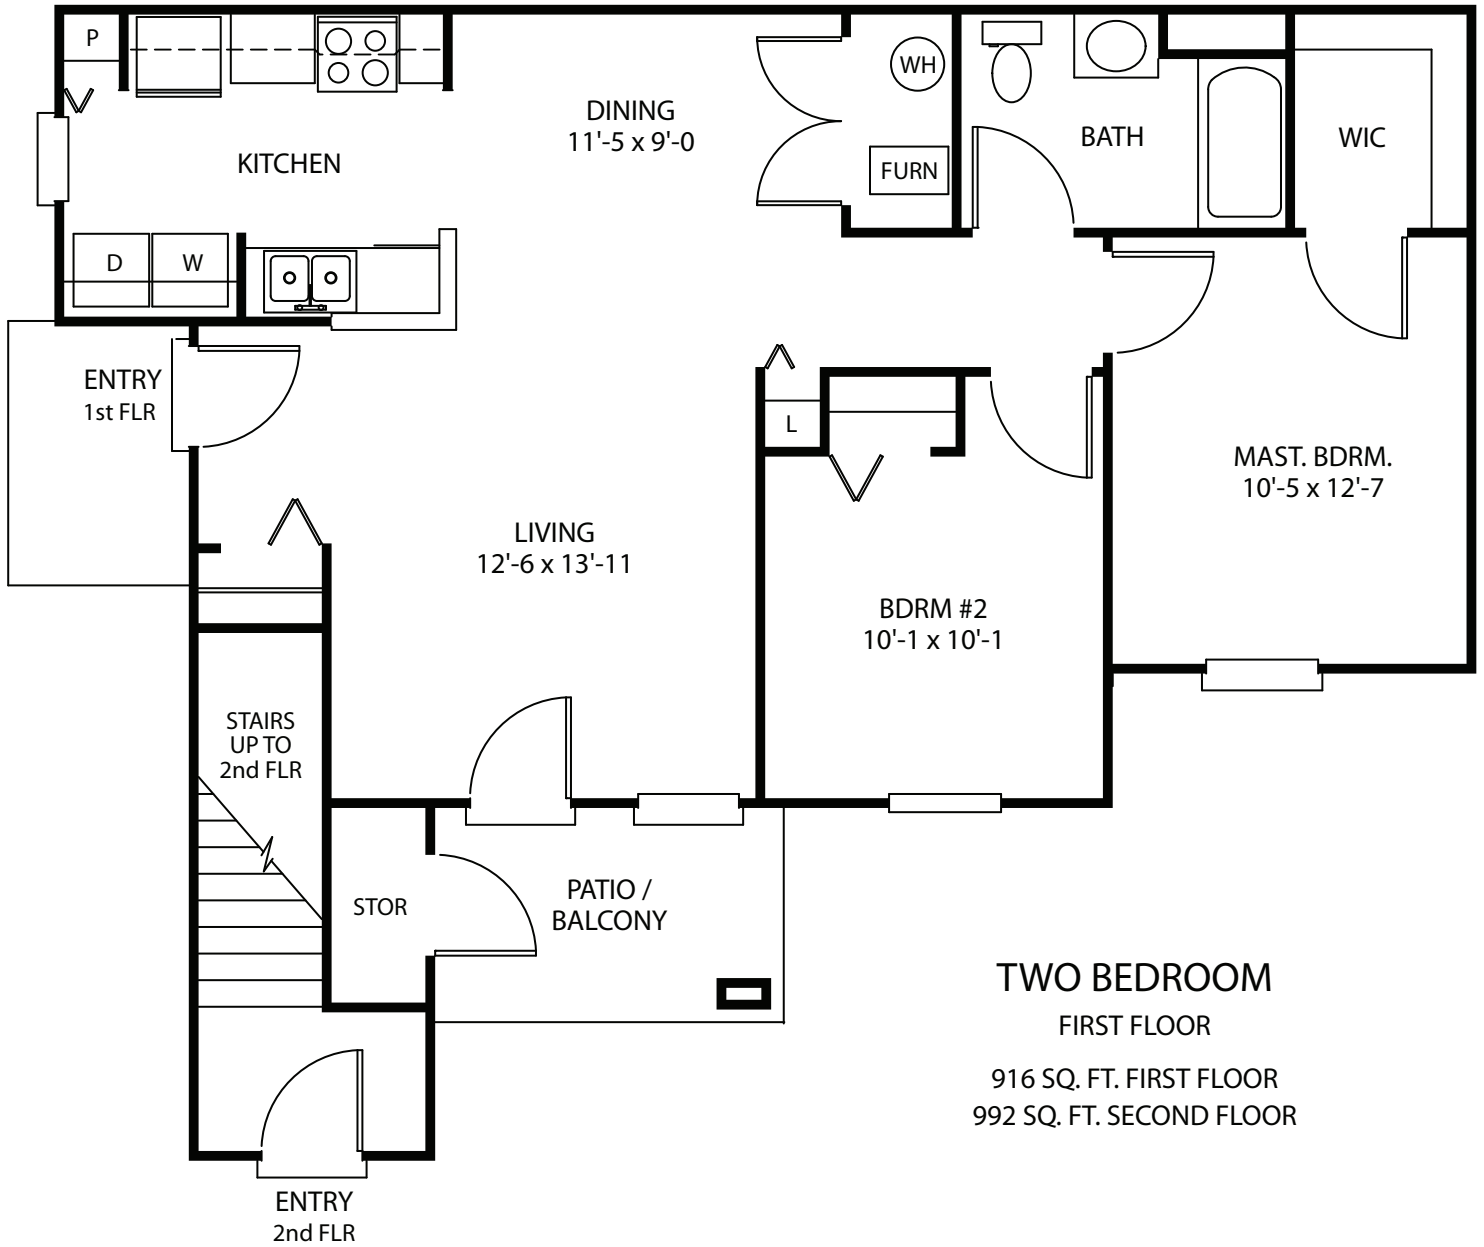 P
WH
DINING
11'-5 x 9'-0
BATH
WIC
KITCHEN
FURN
D
W
ENTRY
1st FLR
L
MAST. BDRM.
10'-5 x 12'-7
LIVING
12'-6 x 13'-11
BDRM #2
10'-1 x 10'-1
STAIRS
UP TO
2nd FLR
STOR
PATIO /
BALCONY
TWO BEDROOM
FIRST FLOOR
916 SQ. FT. FIRST FLOOR
992 SQ. FT. SECOND FLOOR
ENTRY
2nd FLR